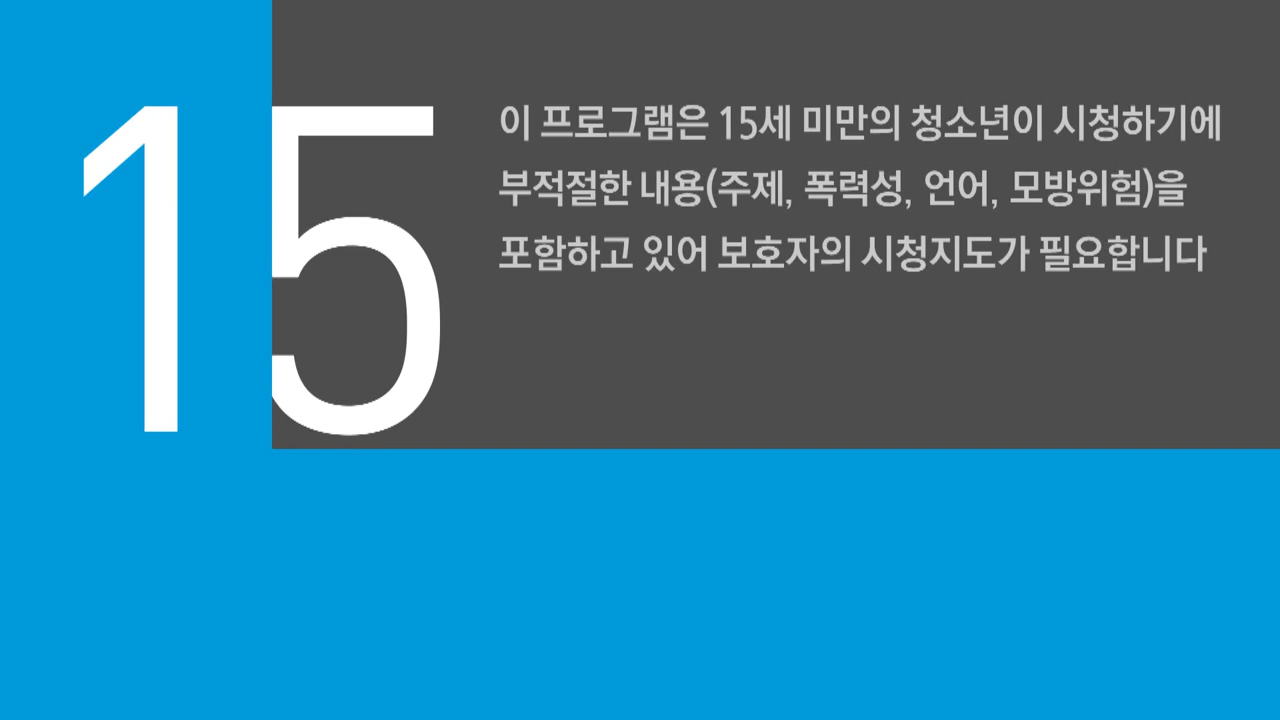 15
이 프로그램은 15세 미만의 청소년이 시청하기에
부적절한 내용(주제, 폭력성, 언어, 모방위험)을
포함하고 있어 보호자의 시청지도가 필요합니다